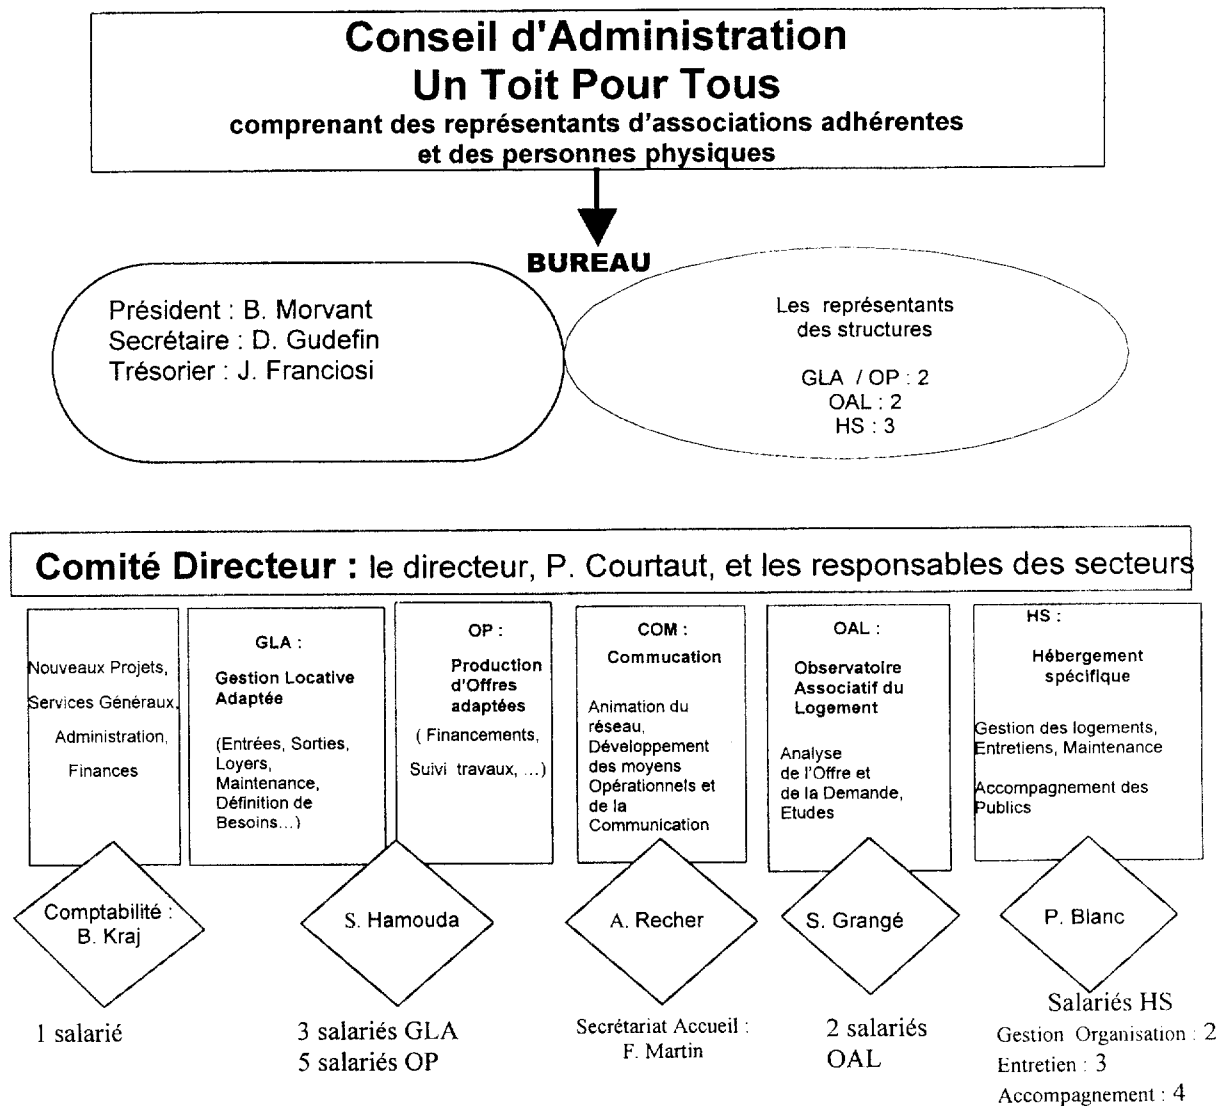 Conseil d'Administration
Un Toit Pour Tous
comprenant des représentants d'associations adhérentes
et des personnes physiques
BUREAU
Président : B. Morvant
Secrétaire : D. Gudefin
Trésorier : J. Franciosi
Les représentants
des structures
GLA / OP : 2
OAL : 2
HS : 3
Comité Directeur : le directeur, P. Courtaut, et les responsables des secteurs
Nouveaux Projets,
Services Généraux,
Administration,
Finances
GLA :
Gestion Locative
Adaptée
(Entrées, Sorties,
Loyers,
Maintenance,
Définition de
Besoins...)
OP :
Production
d'Offres
adaptées
( Financements,
Suivi travaux, ...)
COM :
Commucation
Animation du
réseau,
Développement
des moyens
Opérationnels et
de la
Communication
OAL :
Observatoire
Associatif du
Logement
Analyse
de l'Offre et
de la Demande,
Etudes
HS :
Hébergement
spécifique
Gestion des logements,
Entretiens, Maintenance
Accompagnement des
Publics
Comptabilité :
B. Kraj
S. Hamouda
A. Recher
S. Grangé
P. Blanc
1 salarié
3 salariés GLA
5 salariés OP
Secrétariat Accueil :
F. Martin
2 salariés
OAL
Salariés HS
Gestion Organisation : 2
Entretien : 3
Accompagnement : 4